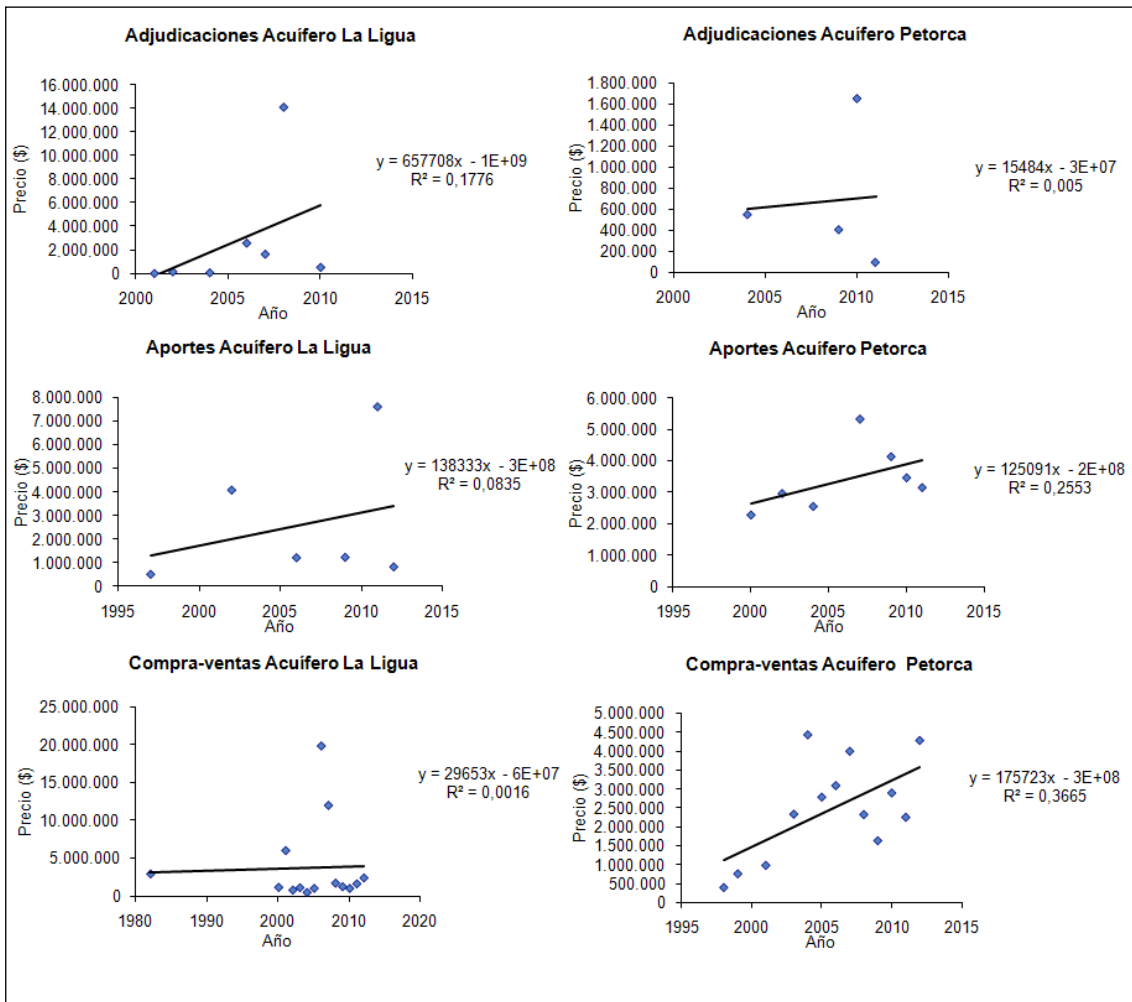 Adjudicaciones Acuífero La Ligua
16.000.000
14.000.000
12.000.000
10.000.000
8.000.000
6.000.000
4.000.000
2.000.000
0
Precio ($)
2000 2005 2010 2015
Año
y = 657708x - 1E+09
R² = 0,1776
Adjudicaciones Acuífero Petorca
1.800.000
1.600.000
1.400.000
1.200.000
1.000.000
800.000
600.000
400.000
200.000
0
Precio ($)
2000 2005 2010 2015
Año
y = 15484x - 3E+07
R² = 0,005
Aportes Acuífero La Ligua
8.000.000
7.000.000
6.000.000
5.000.000
4.000.000
3.000.000
2.000.000
1.000.000
0
Precio ($)
1995 2000 2005 2010 2015
Año
y = 138333x - 3E+08
R² = 0,0835
Aportes Acuífero Petorca
6.000.000
5.000.000
4.000.000
3.000.000
2.000.000
1.000.000
0
Precio ($)
1995 2000 2005 2010 2015
Año
y = 125091x - 2E+08
R² = 0,2553
Compra-ventas Acuífero La Ligua
25.000.000
20.000.000
15.000.000
10.000.000
5.000.000
0
Precio ($)
1980 1990 2000 2010 2020
Año
y = 29653x - 6E+07
R² = 0,0016
Compra-ventas Acuífero Petorca
5.000.000
4.500.000
4.000.000
3.500.000
3.000.000
2.500.000
2.000.000
1.500.000
1.000.000
500.000
0
Precio ($)
1995 2000 2005 2010 2015
Año
y = 175723x - 3E+08
R² = 0,3665